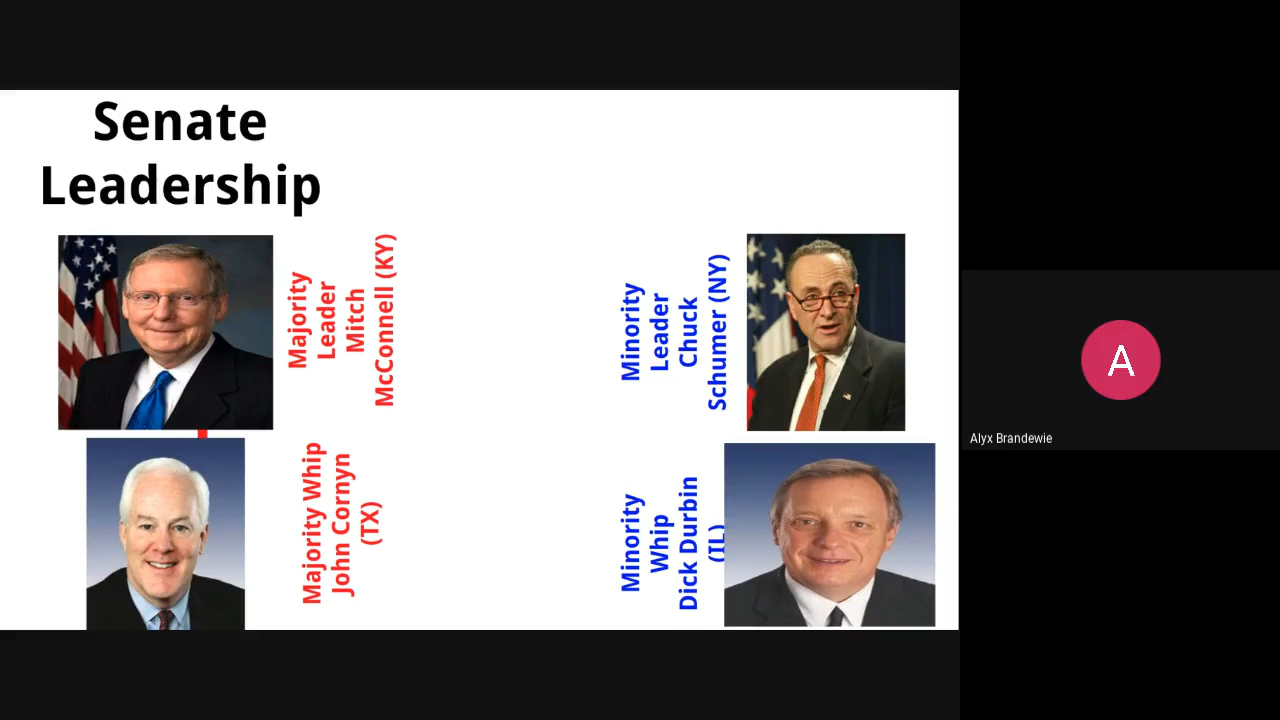 Senate
Leadership
Majority
Leader
Mitch
McConnell (KY)
Minority
Leader
Chuck
Schumer (NY)
Majority Whip
John Cornyn
(TX)
Minority
Whip
Dick Durbin
(IL)
A
Alyx Brandewie